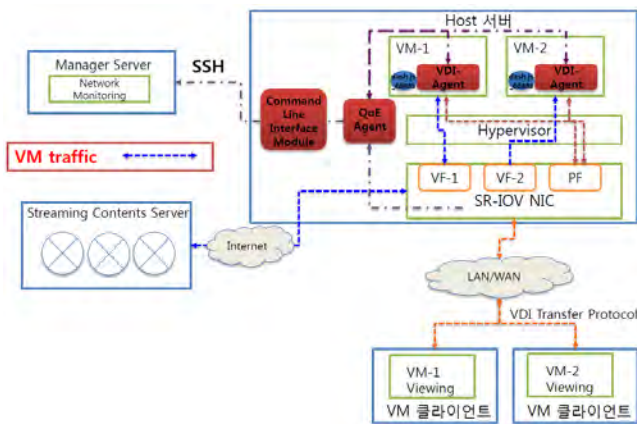 Host 서버
VM-1
VM-2
Manager Server
Network
Monitoring
SSH
VDI-
Agent
VDI-
Agent
Command
Line
Interface
Module
QoE
Agent
Hypervisor
VM traffic
VF-1
VF-2
PF
SR-IOV NIC
Streaming Contents Server
Internet
LAN/WAN
VDI Transfer Protocol
VM-1
Viewing
VM 클라이언트
VM-2
Viewing
VM 클라이언트